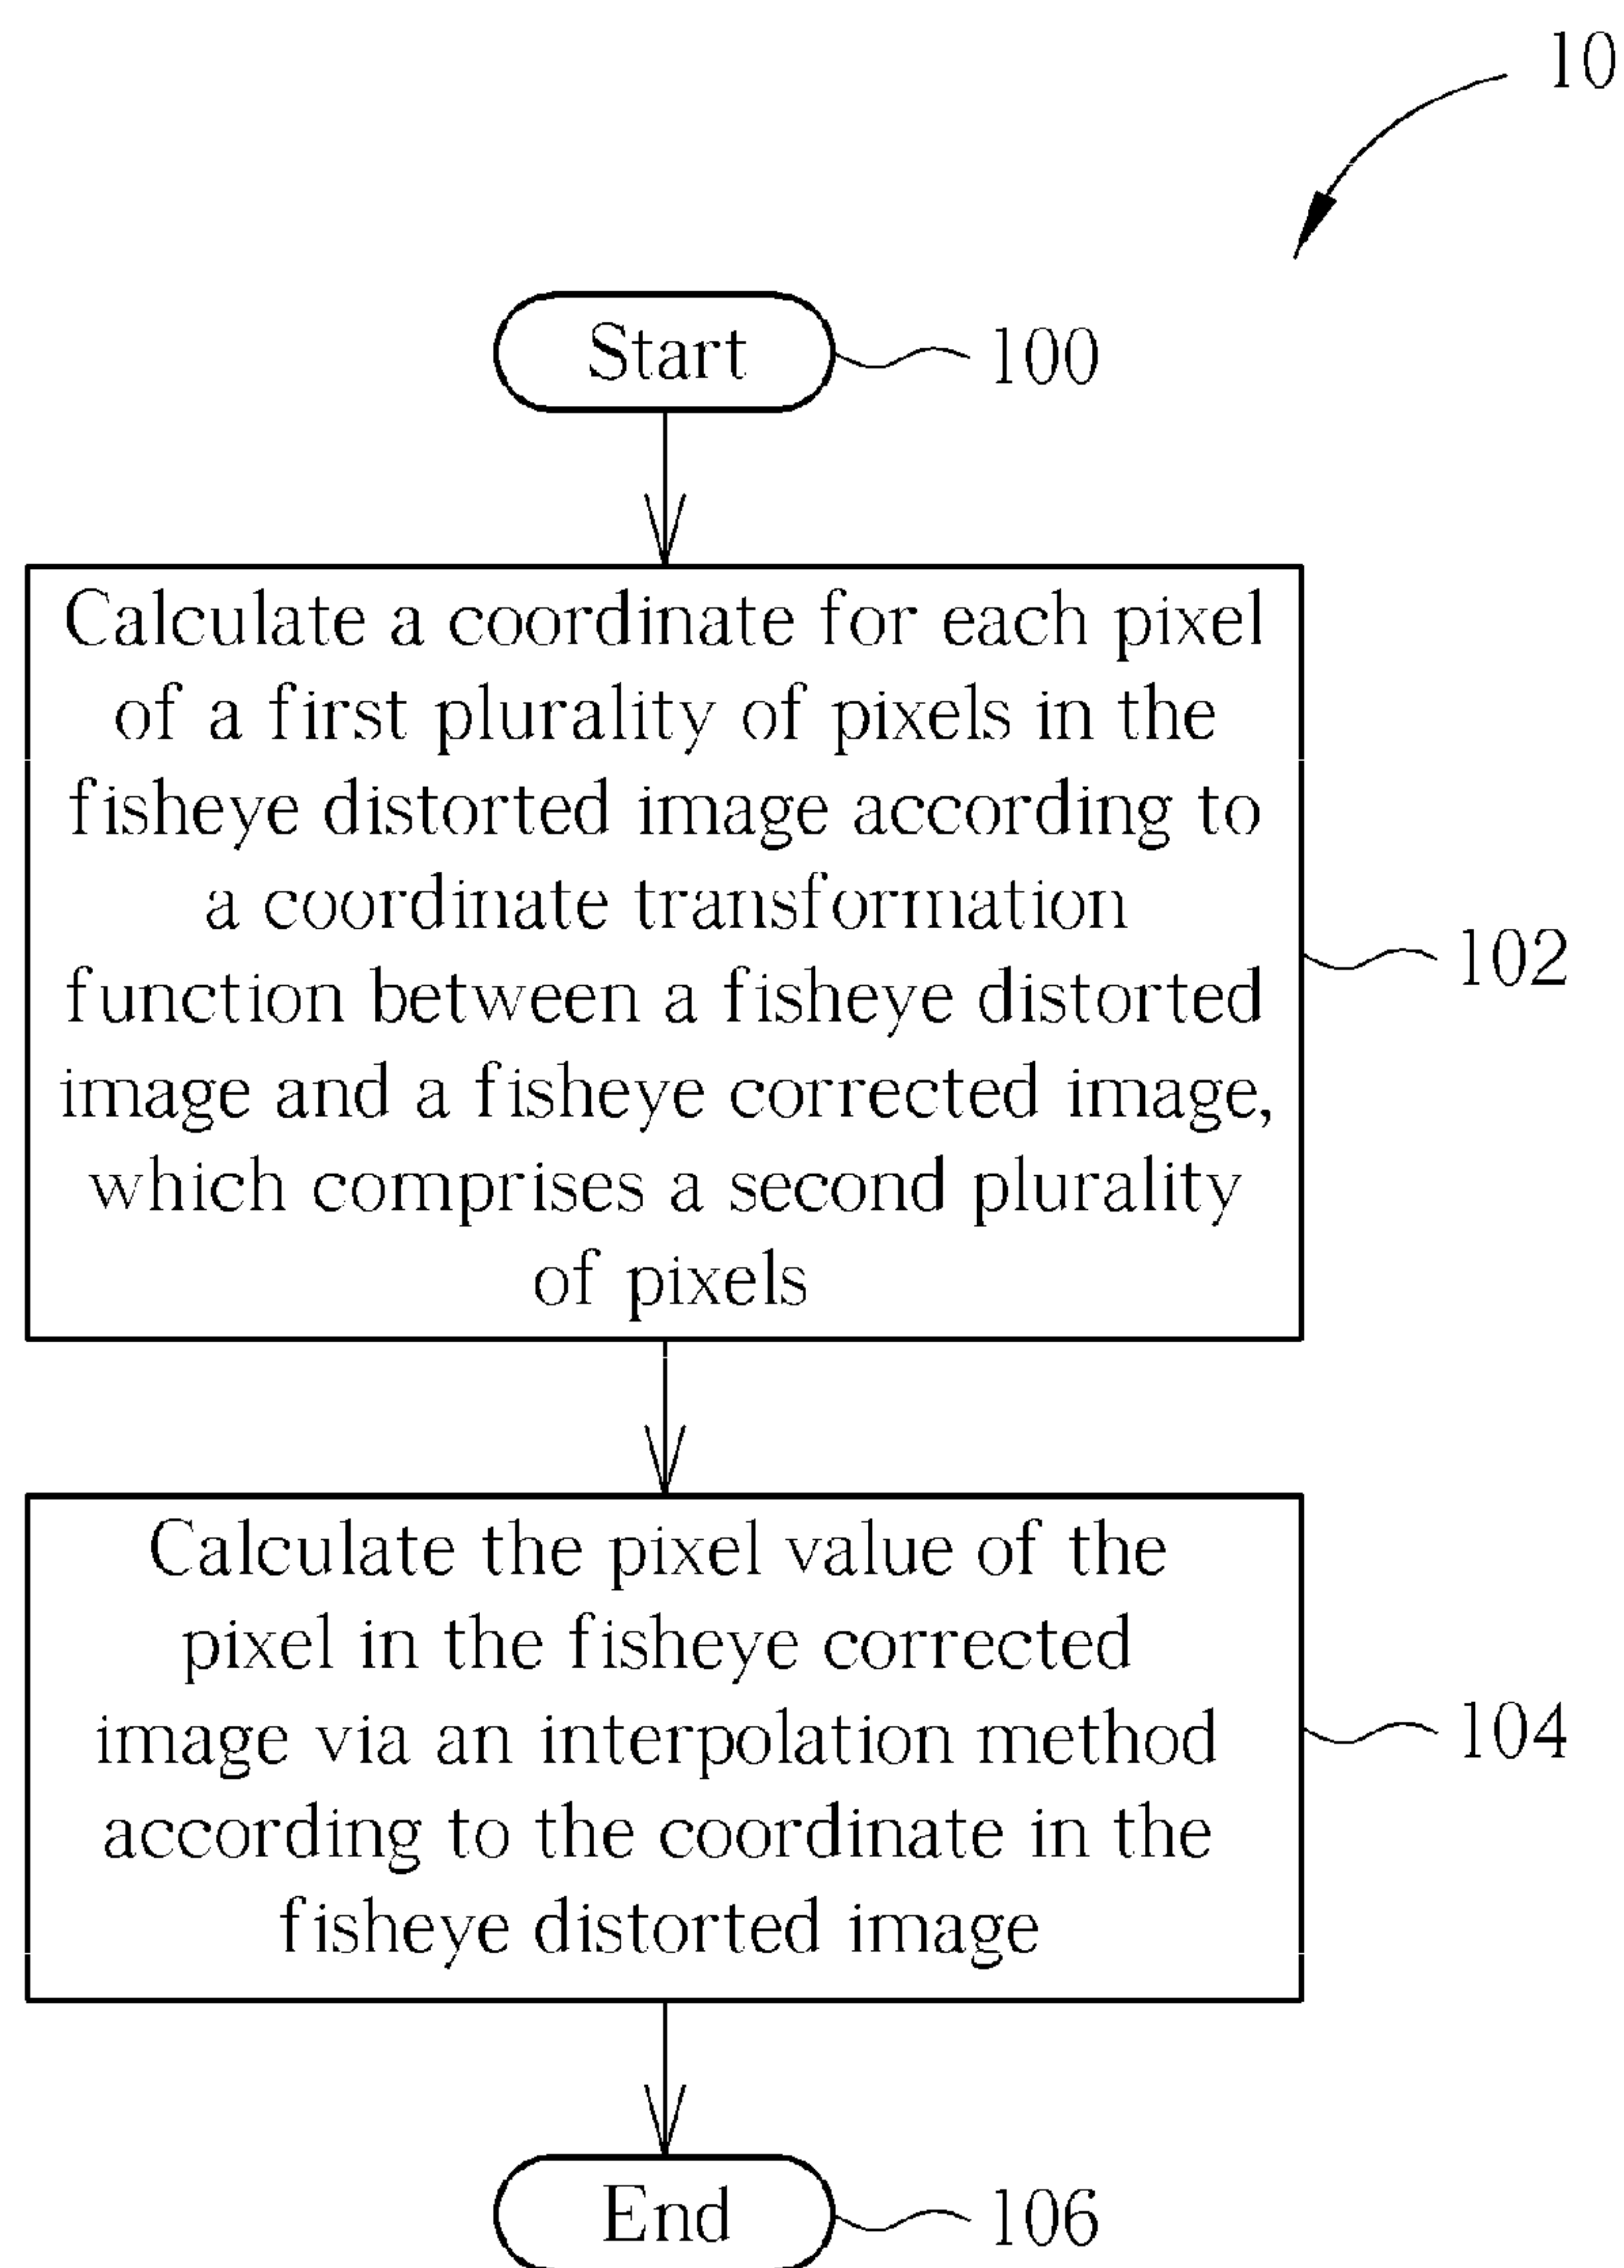 10
Start
100
Calculate a coordinate for each pixel
of a first plurality of pixels in the
fisheye distorted image according to
a coordinate transformation
function between a fisheye distorted
image and a fisheye corrected image,
which comprises a second plurality
of pixels
102
Calculate the pixel value of the
pixel in the fisheye corrected
image via an interpolation method
according to the coordinate in the
fisheye distorted image
104
End
106